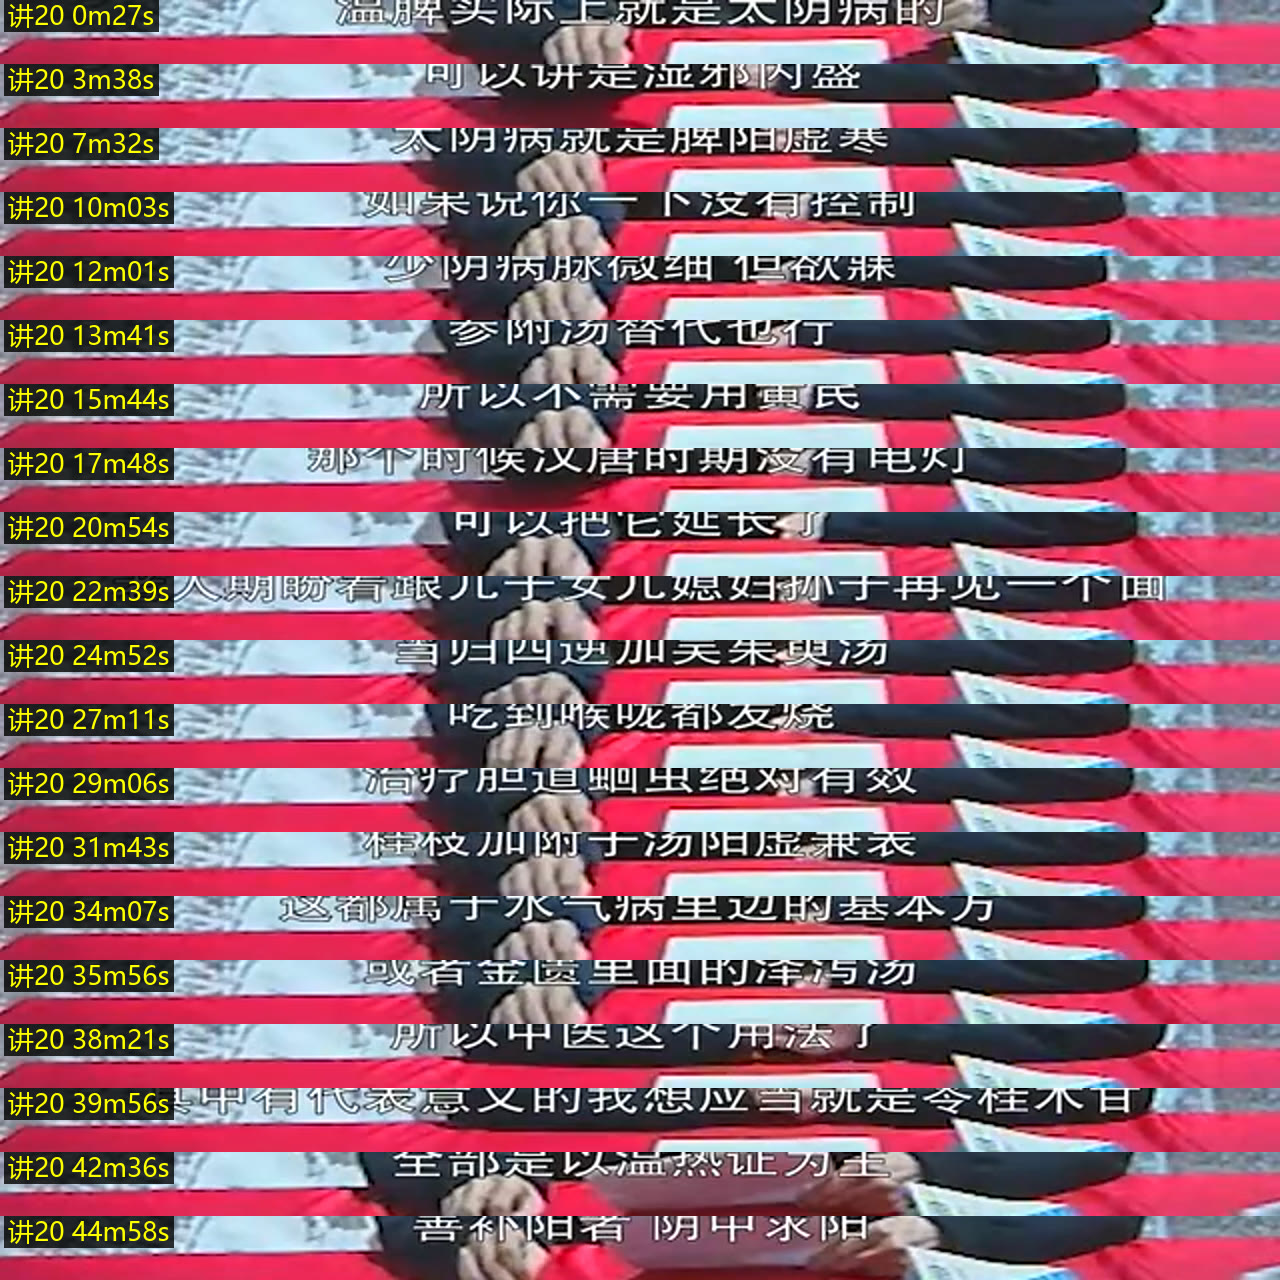 讲20 0m27s 温脾实际上就是太阴病的
讲20 3m38s 可以讲是湿邪内盛
讲20 7m32s 太阴病就是脾阳虚寒
讲20 10m03s 如果说你一下没有控制
讲20 12m01s 少阴病脉微细 但欲寐
讲20 13m41s 参附汤替代也行
讲20 15m44s 所以不需要用黄芪
讲20 17m48s 那个时候汉唐时期没有电灯
讲20 20m54s 可以把它延长了
讲20 22m39s 人期盼着跟儿子女儿媳妇孙子再见一个面
讲20 24m52s 当归四逆加吴茱萸汤
讲20 27m11s 吃到喉咙都发烧
讲20 29m06s 治疗胆道蛔虫绝对有效
讲20 31m43s 桂枝加附子汤阳虚兼表
讲20 34m07s 这都属于水气病里边的基本方
讲20 35m56s 或者金匮里面的泽泻汤
讲20 38m21s 所以中医这个用法了
讲20 39m56s 其中有代表意义的我想应当就是苓桂术甘
讲20 42m36s 全部是以温热证为主
讲20 44m58s 善补阳者 阴中求阳